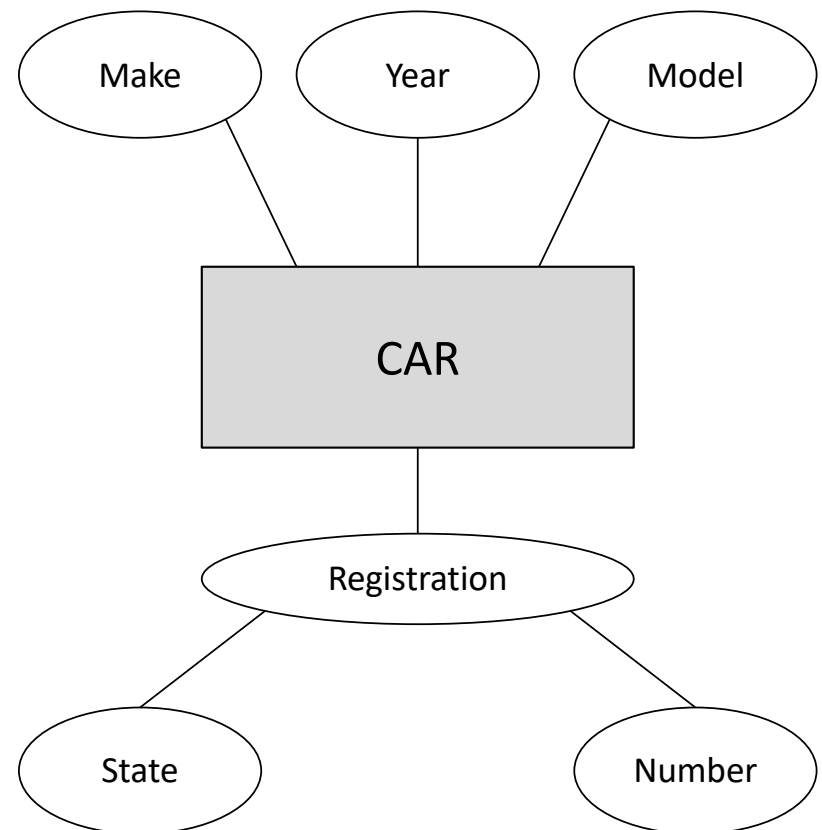 Make
Year
Model
CAR
Registration
State
Number